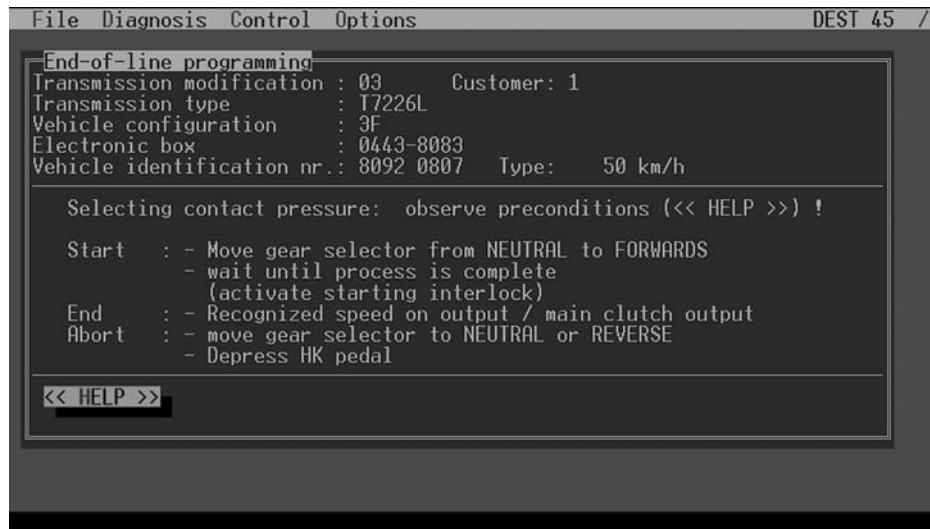 File Diagnosis Control Options DEST 45 /
End-of-line programming
Transmission modification : 03 Customer: 1
Transmission type : T7226L
Vehicle configuration : 3F
Electronic box : 0443-8083
Vehicle identification nr.: 8092 0807 Type: 50 km/h
Selecting contact pressure: observe preconditions (<< HELP >>) !
Start : - Move gear selector from NEUTRAL to FORWARDS
- wait until process is complete
(activate starting interlock)
End : - Recognized speed on output / main clutch output
Abort : - move gear selector to NEUTRAL or REVERSE
- Depress HK pedal
<< HELP >>